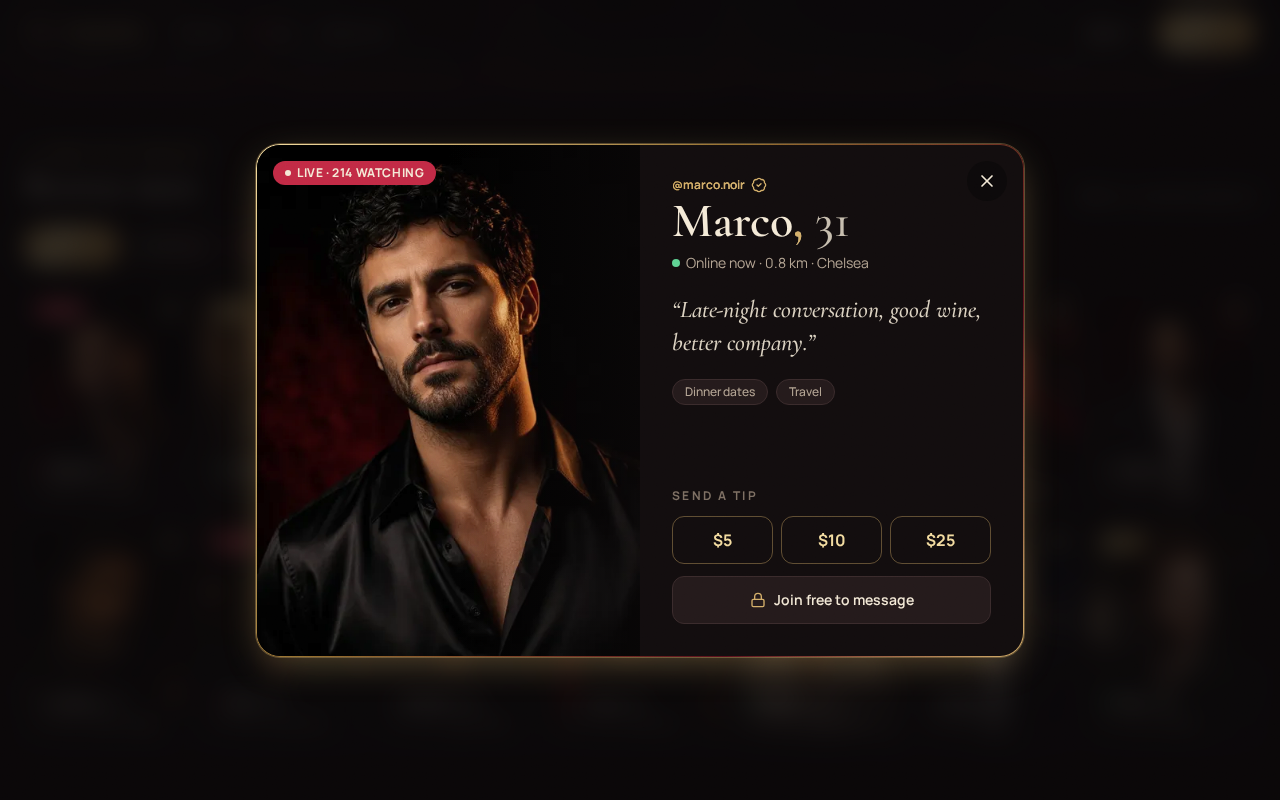 LIVE · 214 WATCHING
@marco.noir
Marco, 31
Online now · 0.8 km · Chelsea
“Late-night conversation, good wine,
better company.”
Dinner dates
Travel
SEND A TIP
$5
$10
$25
Join free to message